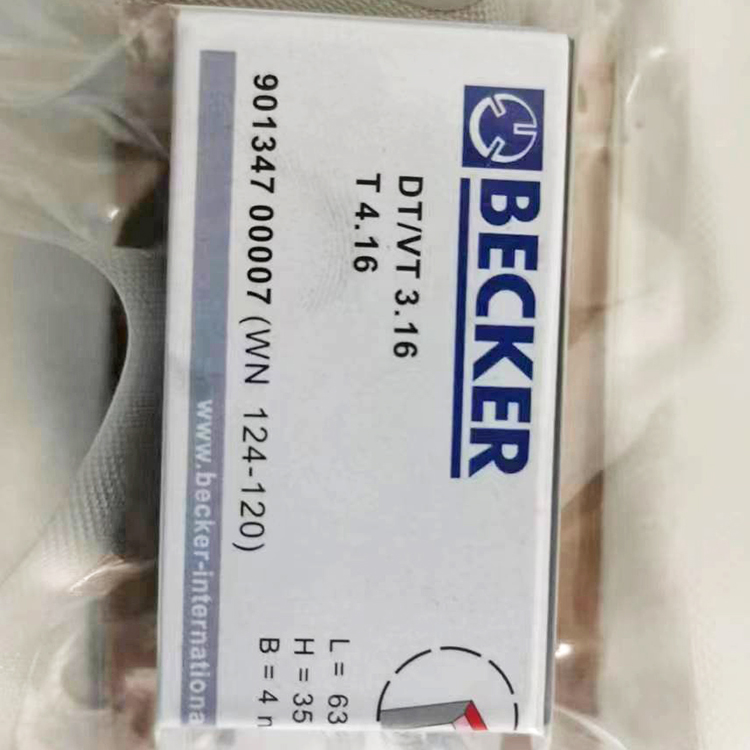 BECKER
DT/VT 3.16
T 4.16
901347 00007 (WN 124-120)
L = 63
H = 35
B = 4
www.becker-internationa